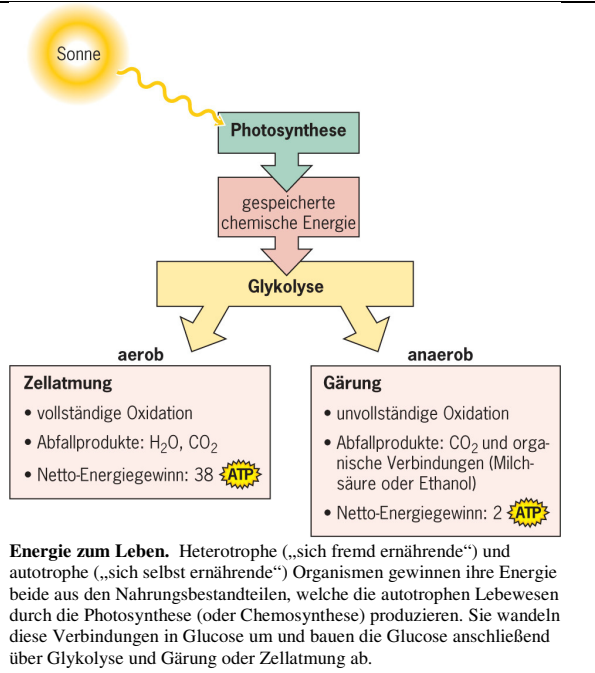 Sonne
Photosynthese
gespeicherte
chemische Energie
Glykolyse
aerob
Zellatmung
• vollständige Oxidation
• Abfallprodukte: H₂O, CO₂
• Netto-Energiegewinn: 38 ATP
anaerob
Gärung
• unvollständige Oxidation
• Abfallprodukte: CO₂ und orga-
nische Verbindungen (Milch-
säure oder Ethanol)
• Netto-Energiegewinn: 2 ATP
Energie zum Leben. Heterotrophe („sich fremd ernährende“) und
autotrophe („sich selbst ernährende“) Organismen gewinnen ihre Energie
beide aus den Nahrungsbestandteilen, welche die autotrophen Lebewesen
durch die Photosynthese (oder Chemosynthese) produzieren. Sie wandeln
diese Verbindungen in Glucose um und bauen die Glucose anschließend
über Glykolyse und Gärung oder Zellatmung ab.